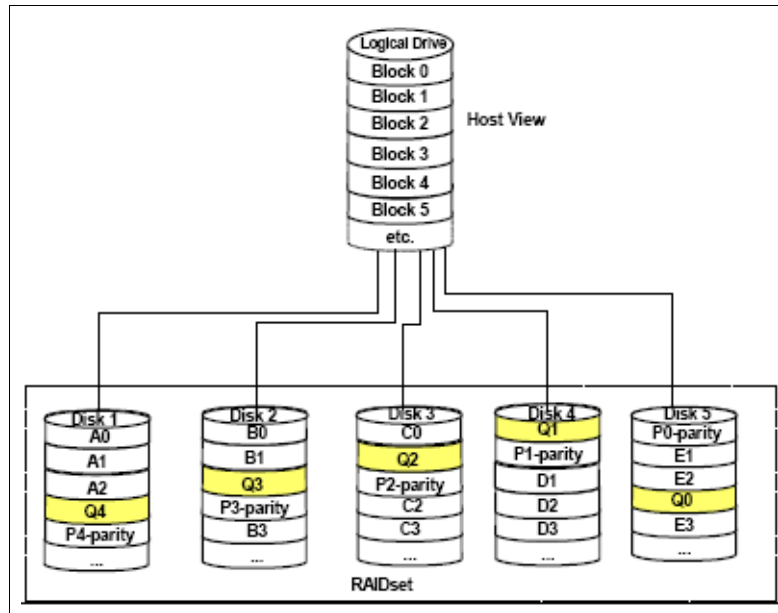 Logical Drive
Block 0
Block 1
Block 2
Block 3
Block 4
Block 5
etc.
Host View
Disk 1
A0
A1
A2
Q4
P4-parity
...
Disk 2
B0
B1
Q3
P3-parity
B3
...
Disk 3
C0
Q2
P2-parity
C2
C3
...
Disk 4
Q1
P1-parity
D1
D2
D3
...
Disk 5
P0-parity
E1
E2
Q0
E3
...
RAIDset